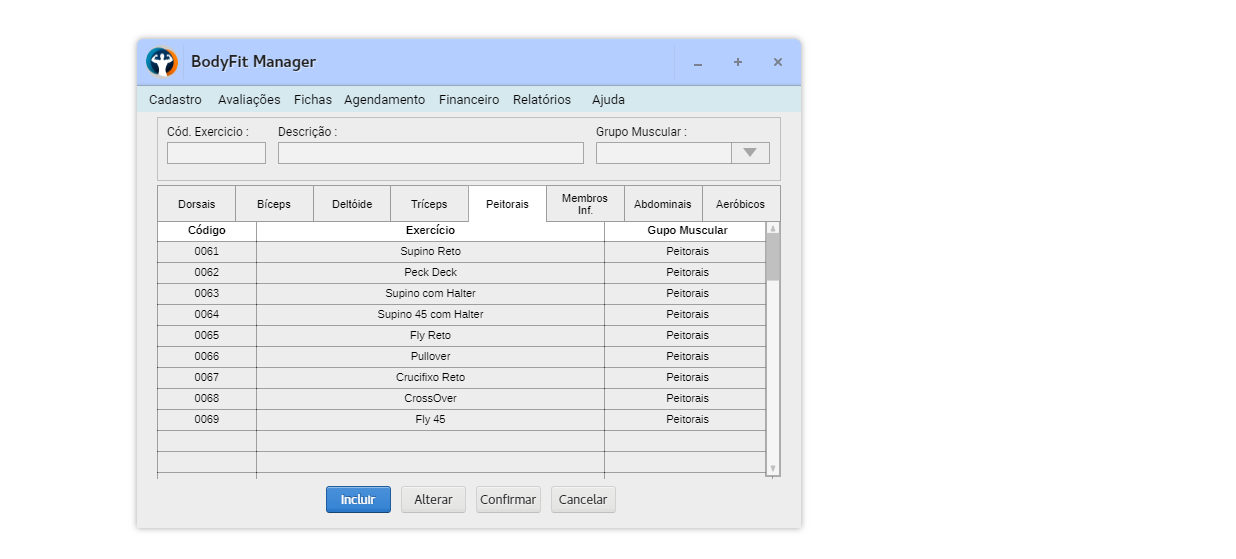 BodyFit Manager
Cadastro Avaliações Fichas Agendamento Financeiro Relatórios Ajuda
Cód. Exercicio : Descrição : Grupo Muscular :
Dorsais Bíceps Deltóide Tríceps Peitorais Membros Inf. Abdominais Aeróbicos
Código Exercício Gupo Muscular
0061 Supino Reto Peitorais
0062 Peck Deck Peitorais
0063 Supino com Halter Peitorais
0064 Supino 45 com Halter Peitorais
0065 Fly Reto Peitorais
0066 Pullover Peitorais
0067 Crucifixo Reto Peitorais
0068 CrossOver Peitorais
0069 Fly 45 Peitorais
Incluir Alterar Confirmar Cancelar